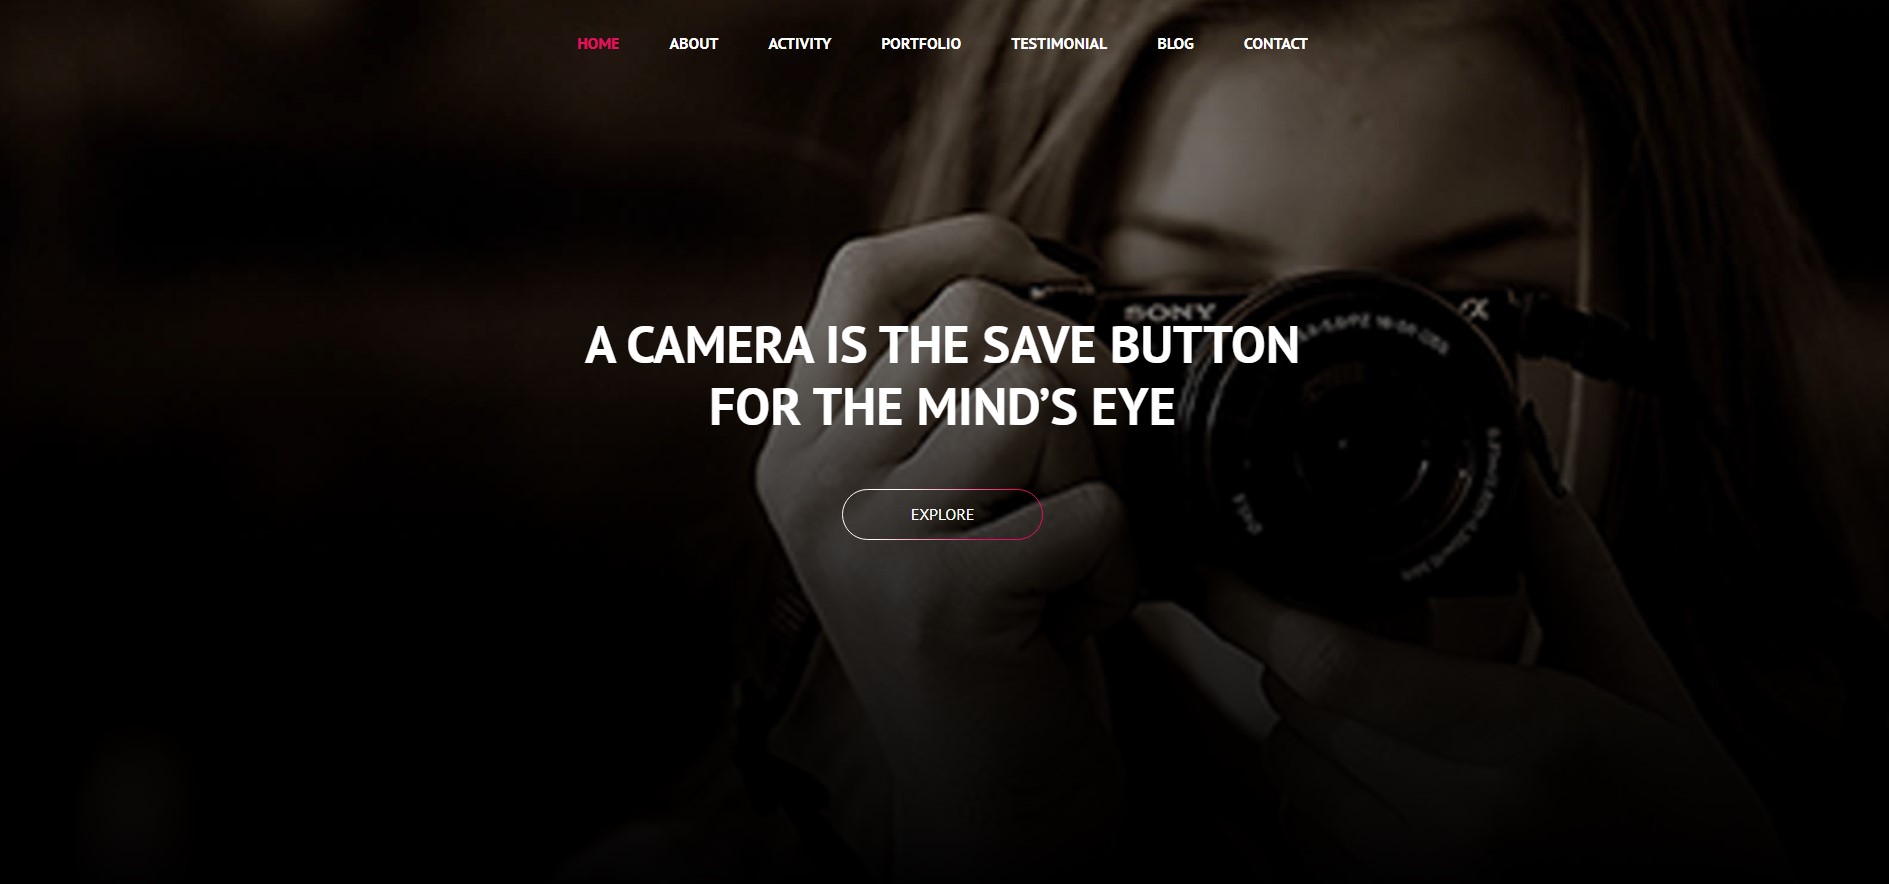 HOME ABOUT ACTIVITY PORTFOLIO TESTIMONIAL BLOG CONTACT
SONY
A CAMERA IS THE SAVE BUTTON
FOR THE MIND’S EYE
EXPLORE